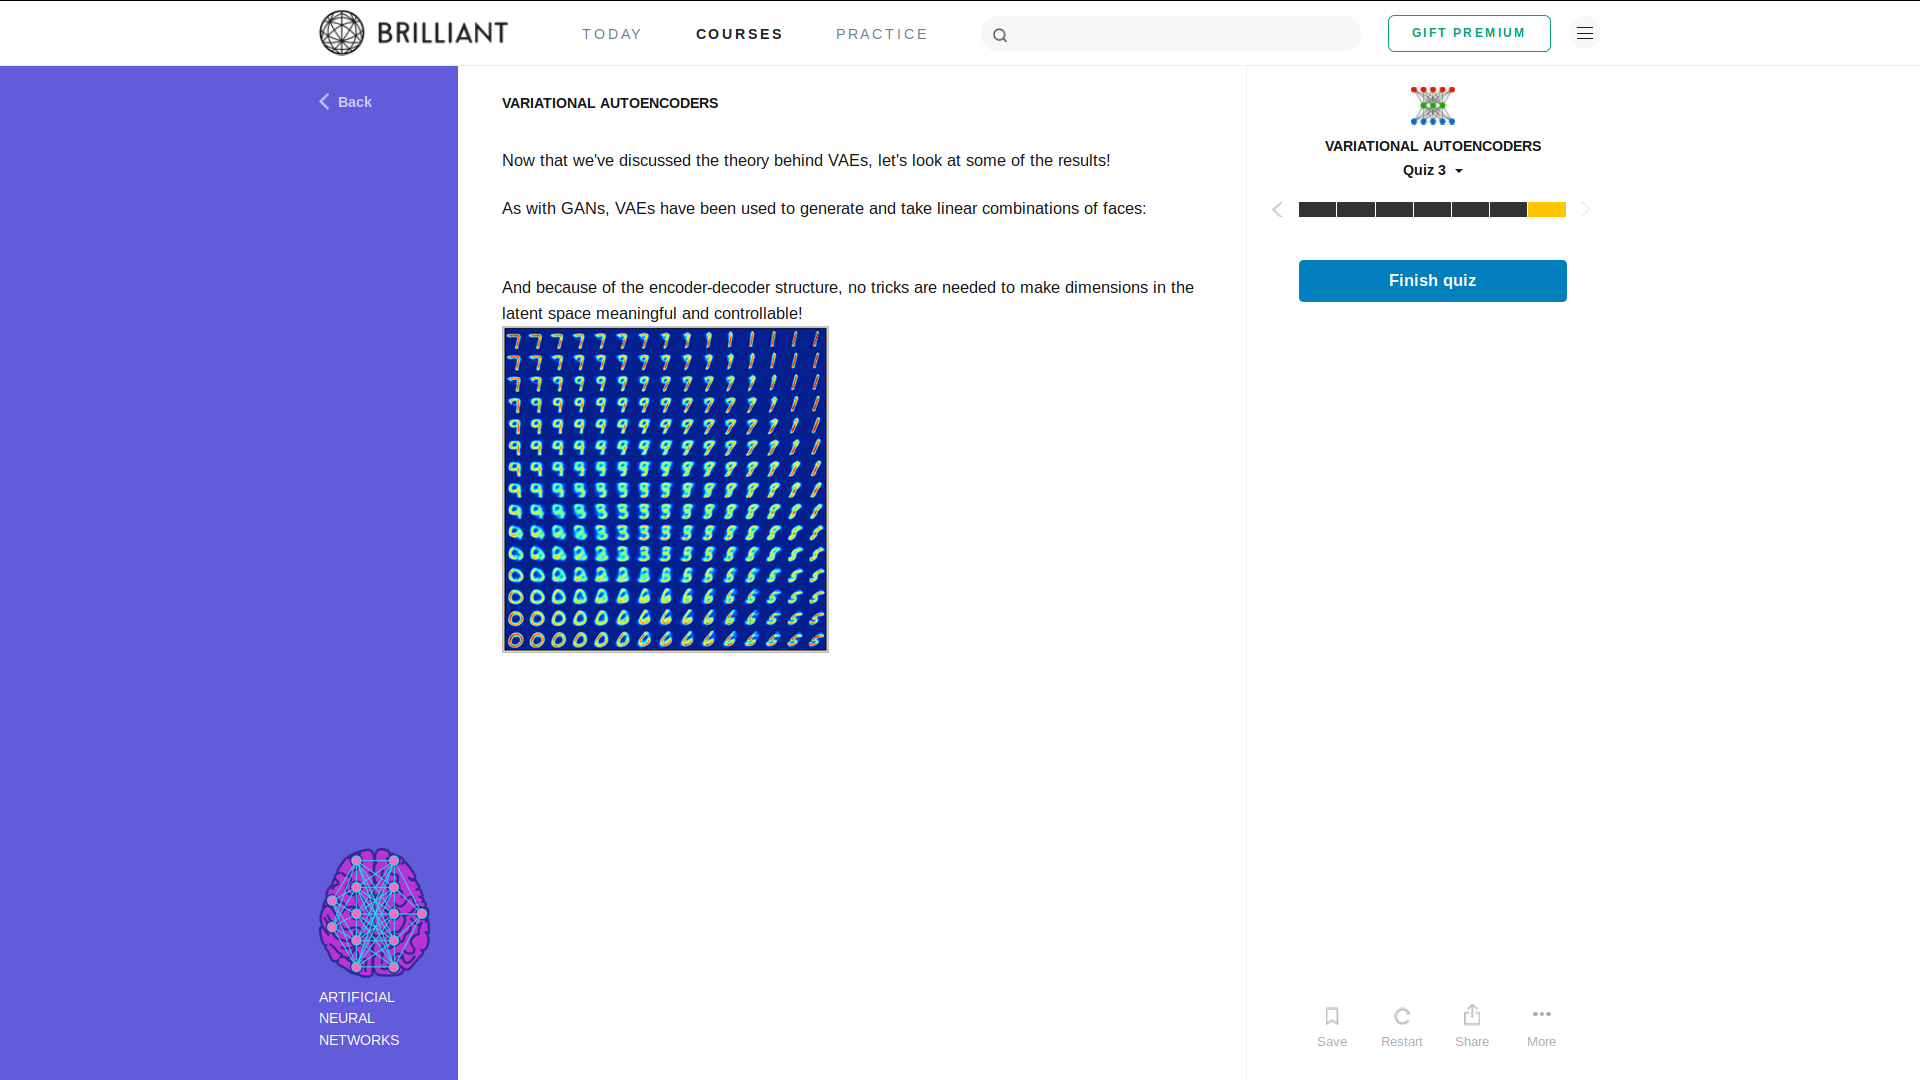 BRILLIANT
TODAY
COURSES
PRACTICE
GIFT PREMIUM
Back
VARIATIONAL AUTOENCODERS
Now that we've discussed the theory behind VAEs, let's look at some of the results!
As with GANs, VAEs have been used to generate and take linear combinations of faces:
And because of the encoder-decoder structure, no tricks are needed to make dimensions in the
latent space meaningful and controllable!
VARIATIONAL AUTOENCODERS
Quiz 3
Finish quiz
ARTIFICIAL
NEURAL
NETWORKS
Save
Restart
Share
More